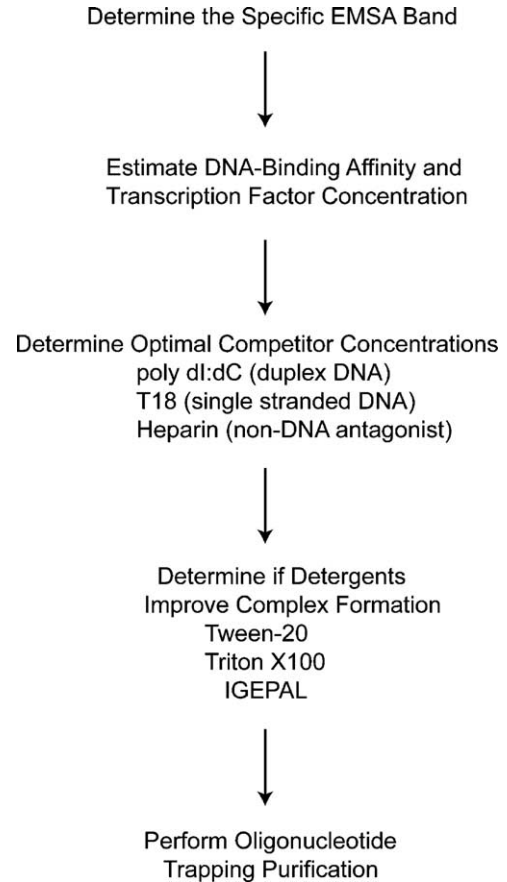 Determine the Specific EMSA Band
Estimate DNA-Binding Affinity and
Transcription Factor Concentration
Determine Optimal Competitor Concentrations
poly dI:dC (duplex DNA)
T18 (single stranded DNA)
Heparin (non-DNA antagonist)
Determine if Detergents
Improve Complex Formation
Tween-20
Triton X100
IGEPAL
Perform Oligonucleotide
Trapping Purification